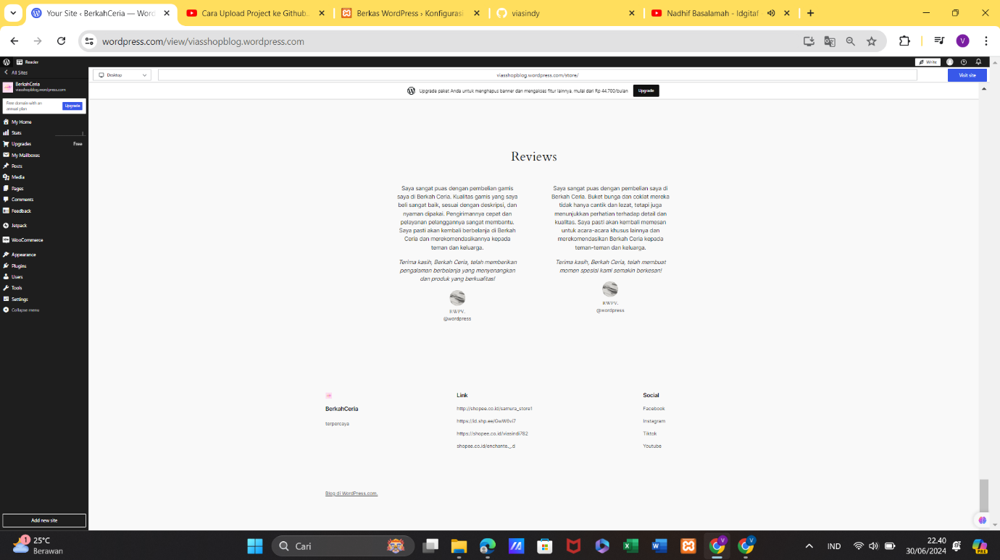 Your Site ‹ BerkahCeria — Word
Cara Upload Project ke Github.
Berkas WordPress › Konfigurasi
viasindy
Nadhif Basalamah - Idgitaf
wordpress.com/view/viasshopblog.wordpress.com
V
Reader
Write
All Sites
BerkahCeria
viasshopblog.wordpress.com
Desktop
viasshopblog.wordpress.com/store/
Visit site
Upgrade paket Anda untuk menghapus banner dan mengakses fitur lainnya, mulai dari Rp 44.700/bulan
Upgrade
Free domain with an
annual plan
Upgrade
My Home
Stats
Upgrades
Free
My Mailboxes
Posts
Media
Pages
Comments
Feedback
Jetpack
WooCommerce
Appearance
Plugins
Users
Tools
Settings
Collapse menu
Add new site
Reviews
Saya sangat puas dengan pembelian gamis
saya di Berkah Ceria. Kualitas gamis yang saya
beli sangat baik, sesuai dengan deskripsi, dan
nyaman dipakai. Pengirimannya cepat dan
pelayanan pelanggannya sangat membantu.
Saya pasti akan kembali berbelanja di Berkah
Ceria dan merekomendasikannya kepada
teman dan keluarga.
Terima kasih, Berkah Ceria, telah memberikan
pengalaman berbelanja yang menyenangkan
dan produk yang berkualitas!
RWPV.
@wordpress
Saya sangat puas dengan pembelian saya di
Berkah Ceria. Buket bunga dan coklat mereka
tidak hanya cantik dan lezat, tetapi juga
menunjukkan perhatian terhadap detail dan
kualitas. Saya pasti akan kembali memesan
untuk acara-acara khusus lainnya dan
merekomendasikan Berkah Ceria kepada
teman-teman dan keluarga.
Terima kasih, Berkah Ceria, telah membuat
momen spesial kami semakin berkesan!
RWPV.
@wordpress
BerkahCeria
terpercaya
Link
http://shopee.co.id/samura_store1
https://id.shp.ee/GwW6vi7
https://shopee.co.id/viasindi782
shopee.co.id/enchante._.d
Social
Facebook
Instagram
Tiktok
Youtube
Blog di WordPress.com.
1
25°C
Berawan
Cari
V
V
IND
22.40
30/06/2024
PRE